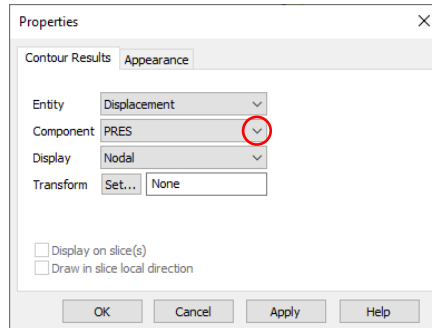 Properties
Contour Results Appearance
Entity Displacement
Component PRES
Display Nodal
Transform Set... None
Display on slice(s)
Draw in slice local direction
OK Cancel Apply Help